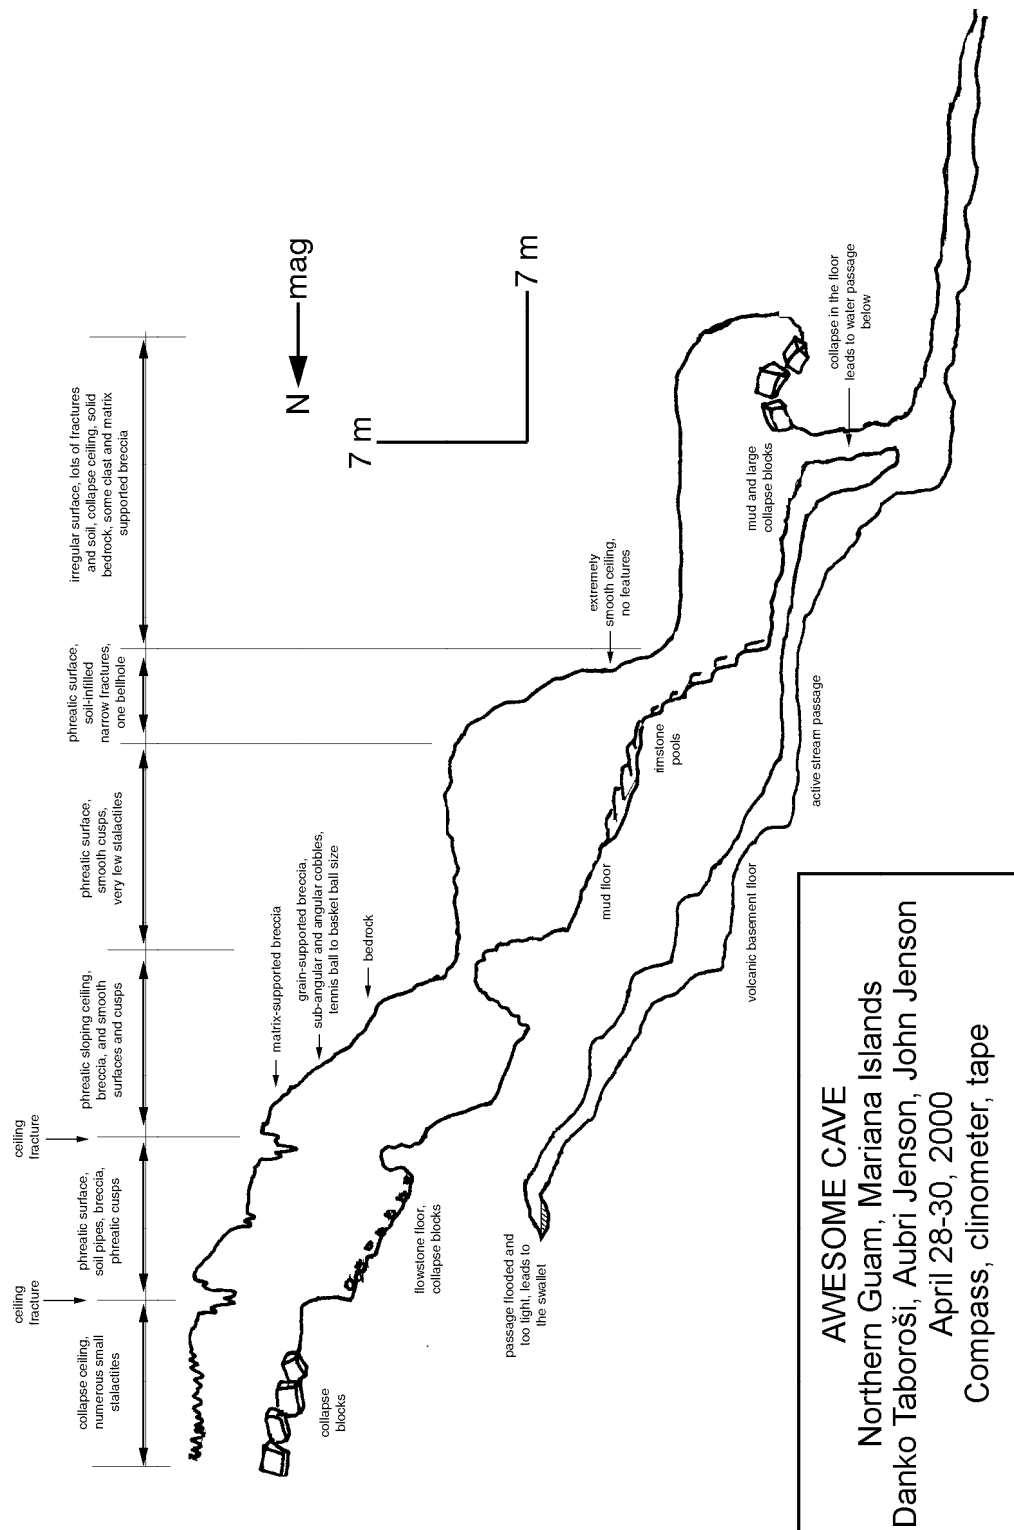 ceiling
fracture
ceiling
fracture
collapse ceiling,
numerous small
stalactites
phreatic surface,
soil pipes, breccia,
phreatic cusps
phreatic sloping ceiling,
breccia, and smooth
surfaces and cusps
phreatic surface,
smooth cusps,
very few stalactites
phreatic surface,
soil-infilled
narrow fractures,
one bellhole
irregular surface, lots of fractures
and soil, collapse ceiling, solid
bedrock, some clast and matrix
supported breccia
N
mag
7 m
7 m
matrix-supported breccia
grain-supported breccia,
sub-angular and angular cobbles,
tennis ball to basket ball size
bedrock
extremely
smooth ceiling,
no features
collapse
blocks
flowstone floor,
collapse blocks
passage flooded and
too tight, leads to
the swallet
mud floor
rimstone
pools
mud and large
collapse blocks
collapse in the floor
leads to water passage
below
volcanic basement floor
active stream passage
AWESOME CAVE
Northern Guam, Mariana Islands
Danko Taboroši, Aubri Jenson, John Jenson
April 28-30, 2000
Compass, clinometer, tape